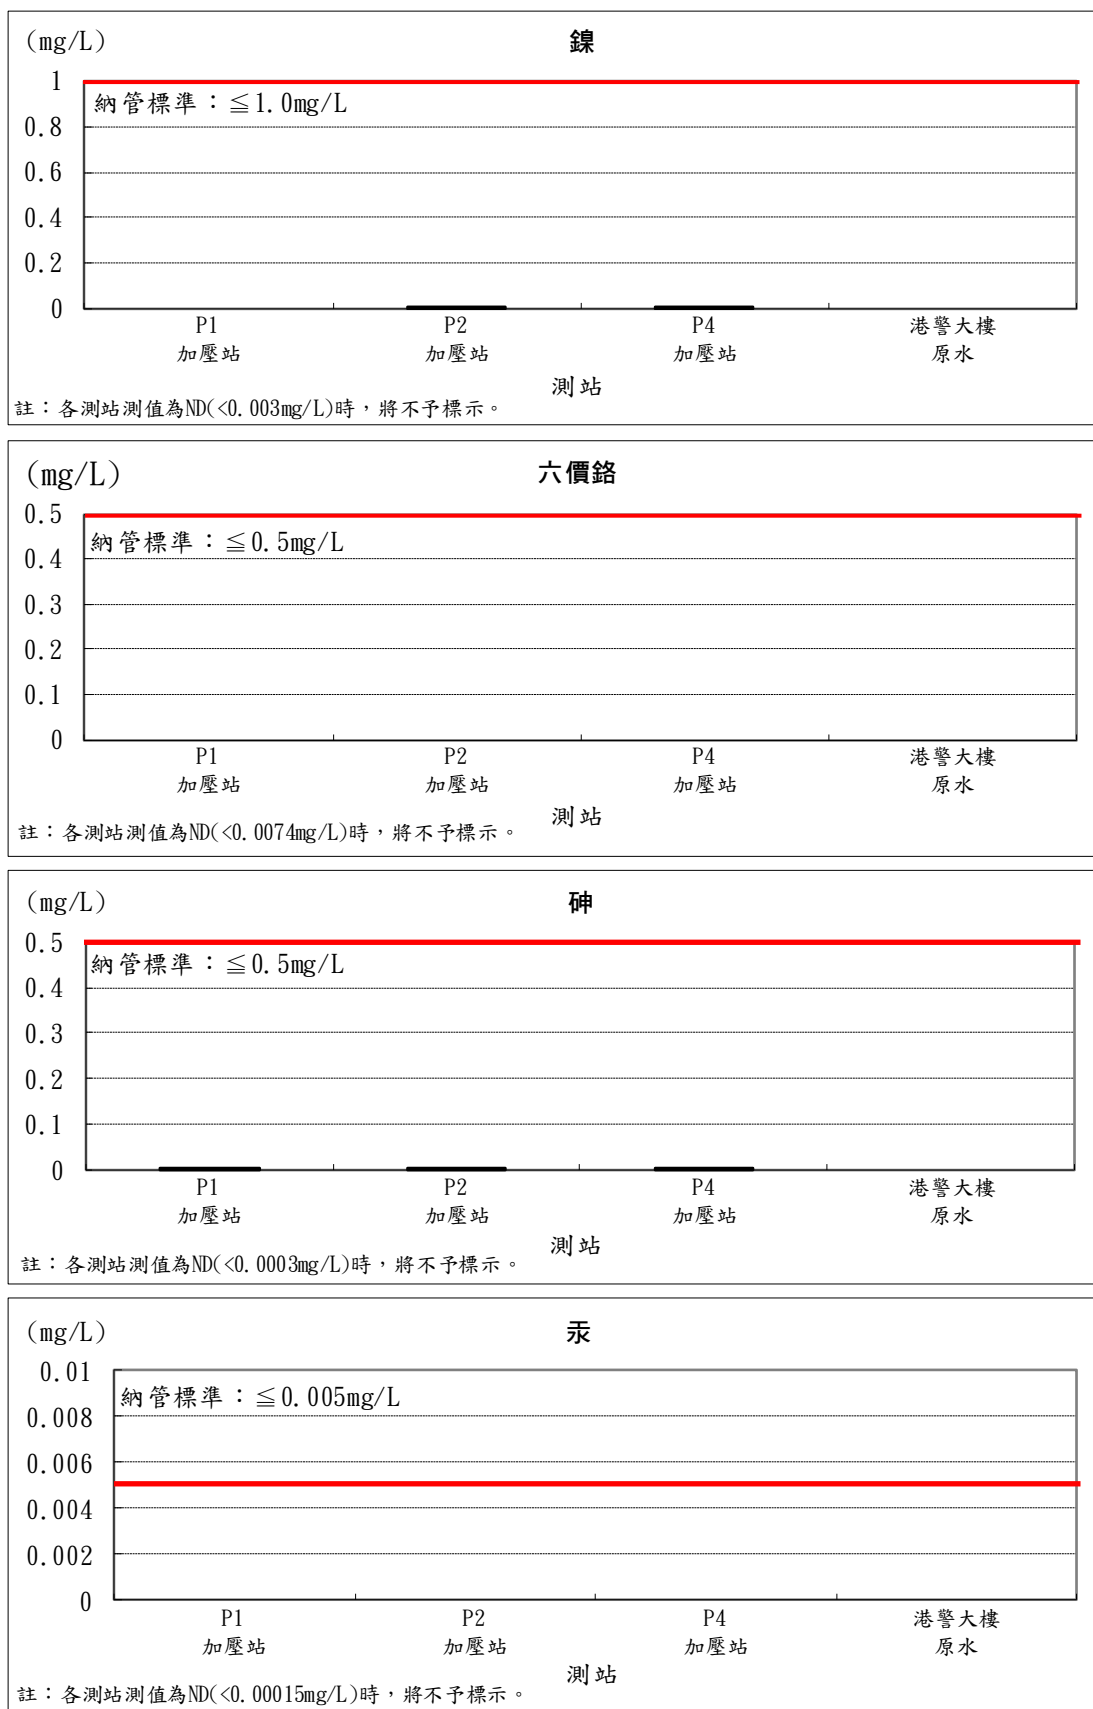 (mg/L)
鎳
1
納管標準：≦1.0mg/L
0.8
0.6
0.4
0.2
0
P1
加壓站
P2
加壓站
P4
加壓站
港警大樓
原水
測站
註：各測站測值為ND(<0.003mg/L)時，將不予標示。
(mg/L)
六價鉻
0.5
納管標準：≦0.5mg/L
0.4
0.3
0.2
0.1
0
P1
加壓站
P2
加壓站
P4
加壓站
港警大樓
原水
測站
註：各測站測值為ND(<0.0074mg/L)時，將不予標示。
(mg/L)
砷
0.5
納管標準：≦0.5mg/L
0.4
0.3
0.2
0.1
0
P1
加壓站
P2
加壓站
P4
加壓站
港警大樓
原水
測站
註：各測站測值為ND(<0.0003mg/L)時，將不予標示。
(mg/L)
汞
0.01
納管標準：≦0.005mg/L
0.008
0.006
0.004
0.002
0
P1
加壓站
P2
加壓站
P4
加壓站
港警大樓
原水
測站
註：各測站測值為ND(<0.00015mg/L)時，將不予標示。